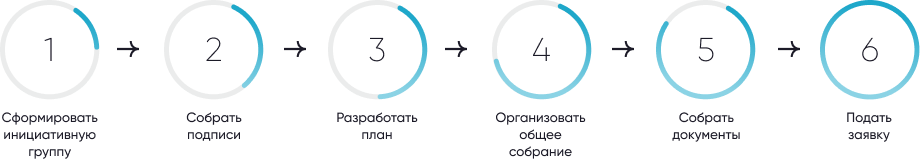 1
2
3
4
5
6
Сформировать
инициативную
группу
Собрать
подписи
Разработать
план
Организовать
общее
собрание
Собрать
документы
Подать
заявку